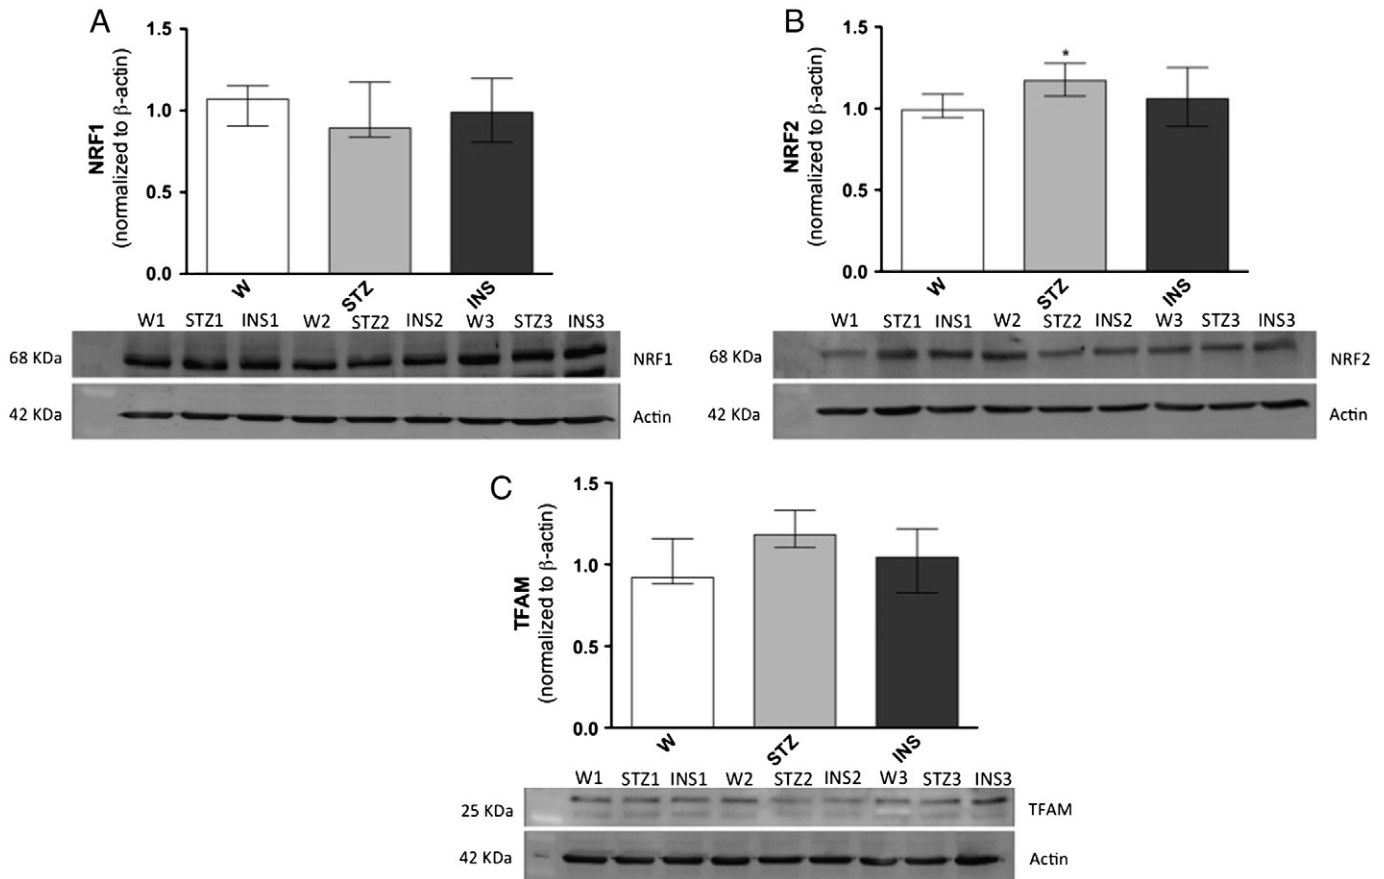 A
NRF1
(normalized to β-actin)
1.5
1.0
0.5
0.0
W
STZ
INS
W1 STZ1 INS1 W2 STZ2 INS2 W3 STZ3 INS3
68 KDa
NRF1
42 KDa
Actin
B
NRF2
(normalized to β-actin)
1.5
1.0
0.5
0.0
*
W
STZ
INS
W1 STZ1 INS1 W2 STZ2 INS2 W3 STZ3 INS3
68 KDa
NRF2
42 KDa
Actin
C
TFAM
(normalized to β-actin)
1.5
1.0
0.5
0.0
W
STZ
INS
W1 STZ1 INS1 W2 STZ2 INS2 W3 STZ3 INS3
25 KDa
TFAM
42 KDa
Actin